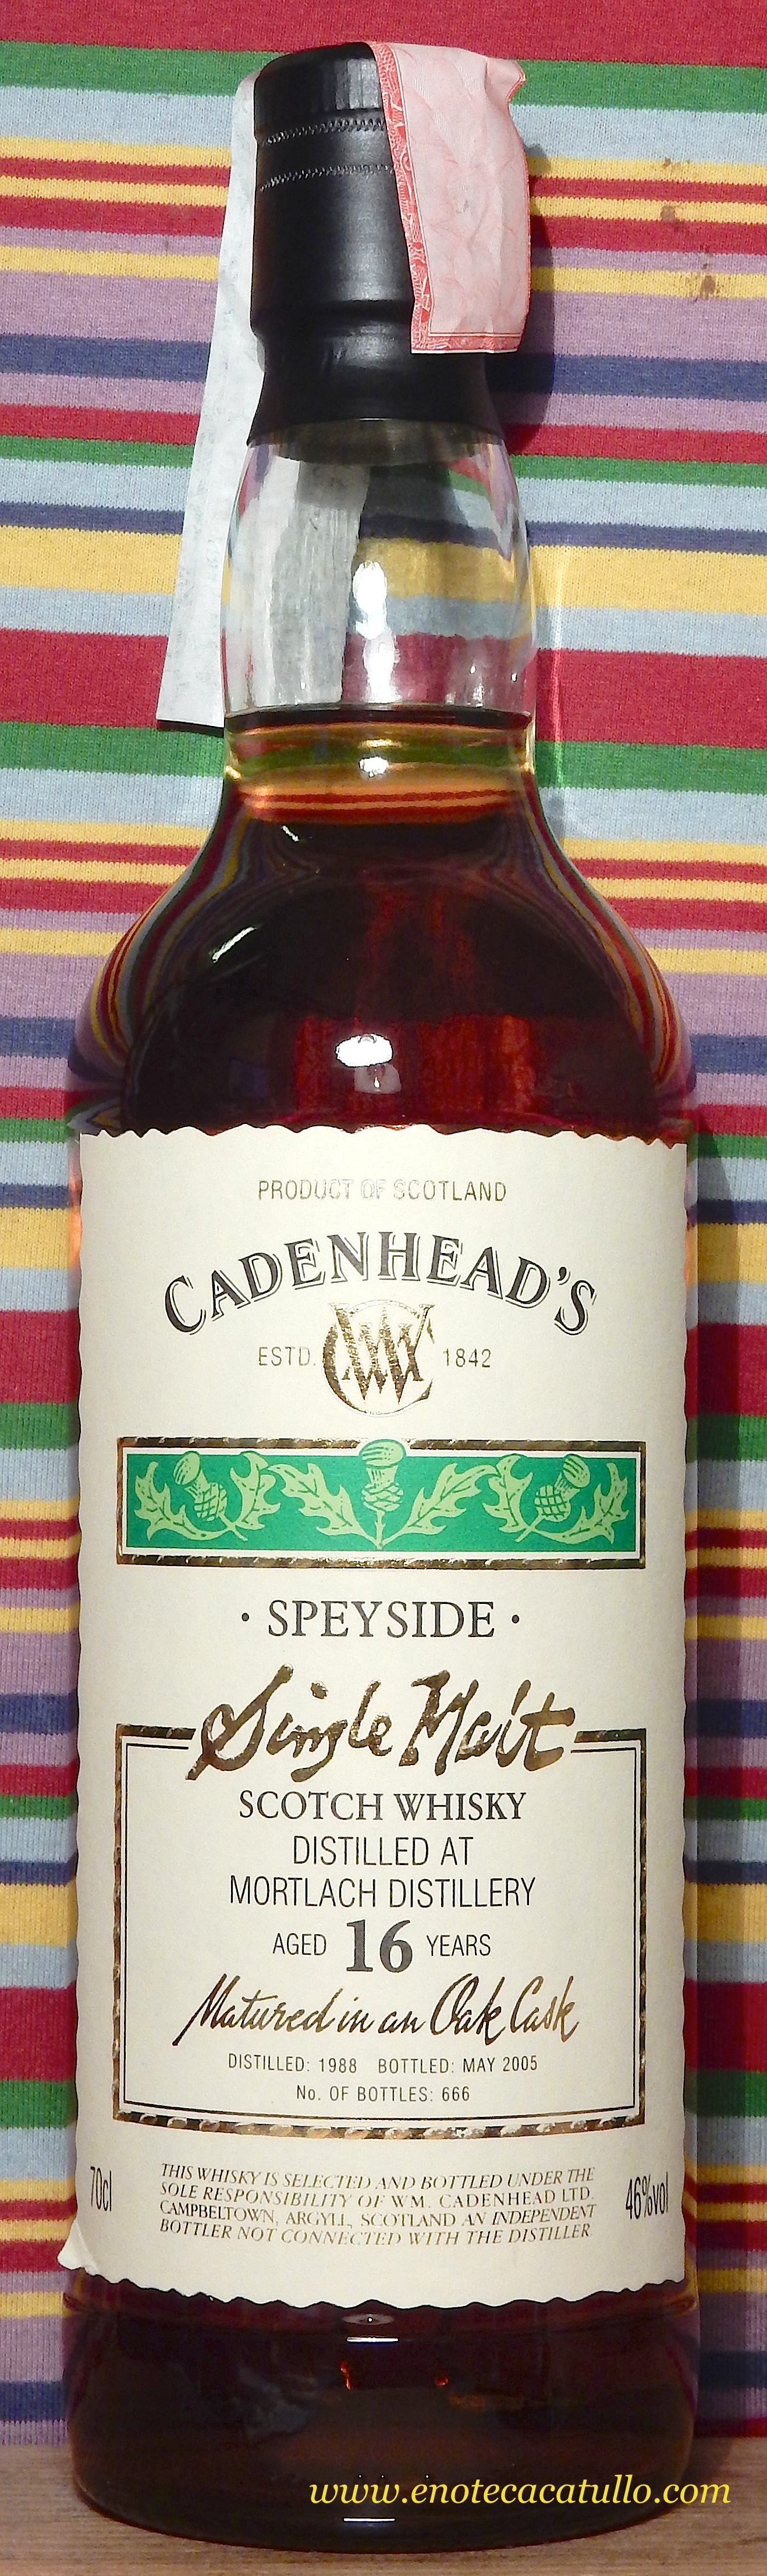 PRODUCT OF SCOTLAND
CADENHEAD'S
ESTD. WMC 1842
· SPEYSIDE ·
Single Malt
SCOTCH WHISKY
DISTILLED AT
MORTLACH DISTILLERY
AGED 16 YEARS
Matured in an Oak Cask
DISTILLED: 1988 BOTTLED: MAY 2005
No. OF BOTTLES: 666
70cl
46%vol
THIS WHISKY IS SELECTED AND BOTTLED UNDER THE
SOLE RESPONSIBILITY OF WM. CADENHEAD LTD.
CAMPBELTOWN, ARGYLL, SCOTLAND AN INDEPENDENT
BOTTLER NOT CONNECTED WITH THE DISTILLER.
www.enotecacatullo.com